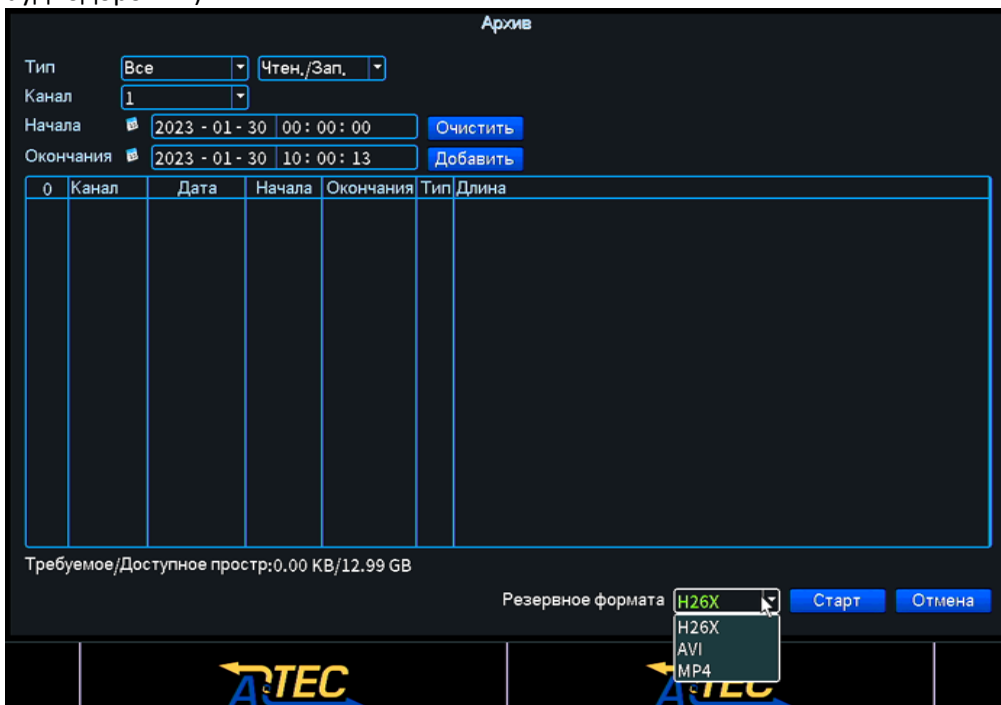 Архив
Тип Все Чтен./Зап.
Канал 1
Начала 2023 - 01 - 30 00: 00: 00 Очистить
Окончания 2023 - 01 - 30 10: 00: 13 Добавить
0 Канал Дата Начала Окончания Тип Длина
Требуемое/Доступное простр:0.00 KB/12.99 GB
Резервное формата H26X Старт Отмена
H26X
AVI
MP4